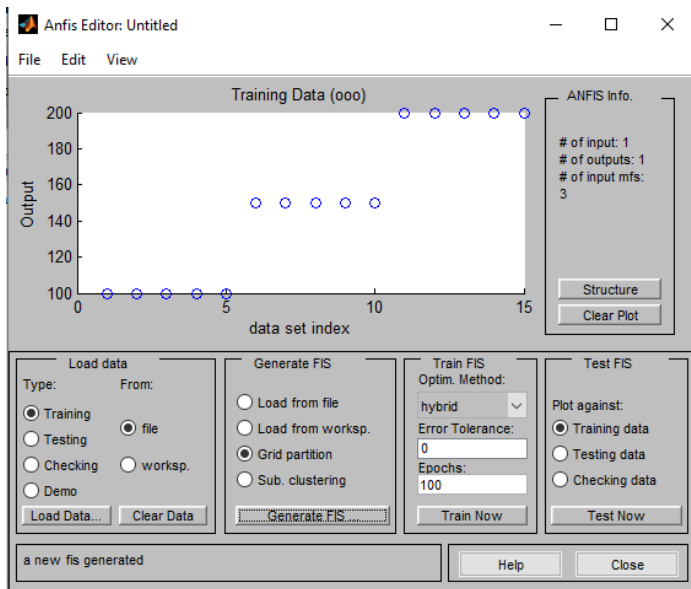 Anfis Editor: Untitled
File Edit View
Training Data (ooo)
200
180
160
140
120
100
Output
0 5 10 15
data set index
ANFIS Info.
# of input: 1
# of outputs: 1
# of input mfs:
3
Structure
Clear Plot
Load data
Type: From:
Training
Testing
Checking
Demo
file
worksp.
Load Data... Clear Data
Generate FIS
Load from file
Load from worksp.
Grid partition
Sub. clustering
Generate FIS ...
Train FIS
Optim. Method:
hybrid
Error Tolerance:
0
Epochs:
100
Train Now
Test FIS
Plot against:
Training data
Testing data
Checking data
Test Now
a new fis generated
Help Close